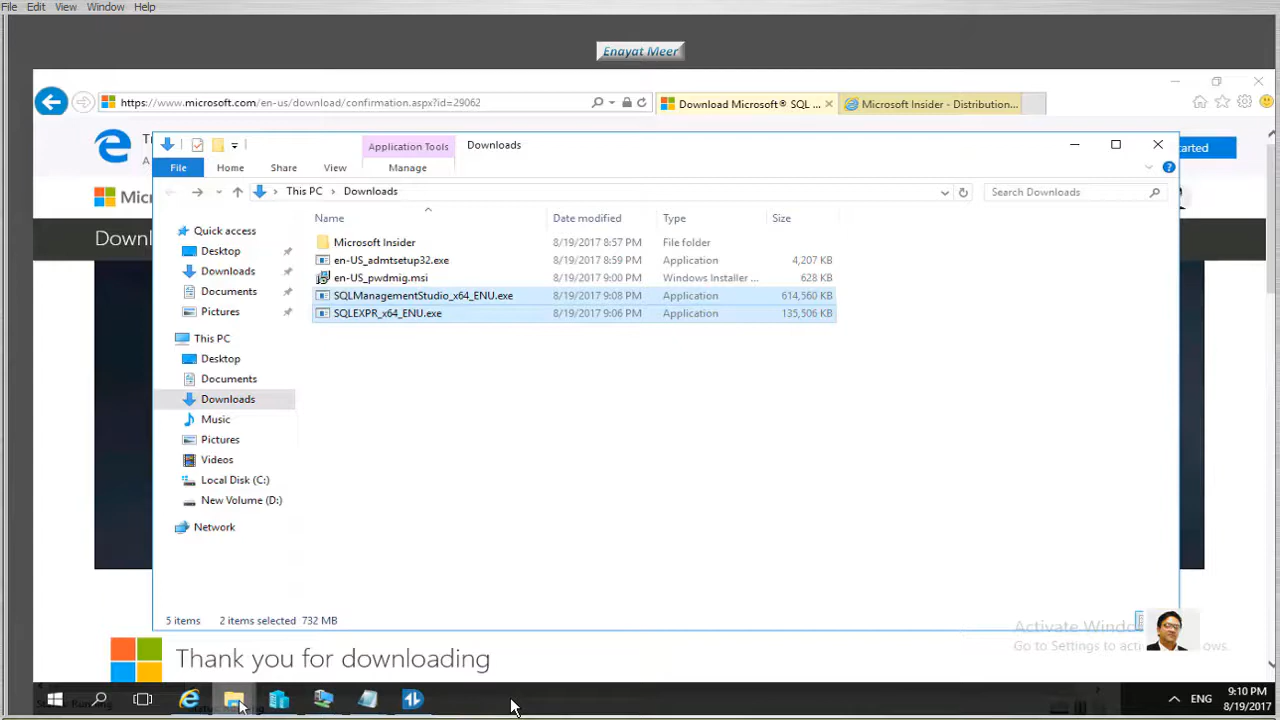 File Edit View Window Help
Enayat Meer
https://www.microsoft.com/en-us/download/confirmation.aspx?id=29062
Download Microsoft® SQL ...
Microsoft Insider - Distribution...
Application Tools
Downloads
File Home Share View Manage
This PC Downloads
Search Downloads
Name Date modified Type Size
Microsoft Insider 8/19/2017 8:57 PM File folder
en-US_admtsetup32.exe 8/19/2017 8:59 PM Application 4,207 KB
en-US_pwdmig.msi 8/19/2017 9:00 PM Windows Installer ... 628 KB
SQLManagementStudio_x64_ENU.exe 8/19/2017 9:08 PM Application 614,560 KB
SQLEXPR_x64_ENU.exe 8/19/2017 9:06 PM Application 135,506 KB
Quick access
Desktop
Downloads
Documents
Pictures
This PC
Desktop
Documents
Downloads
Music
Pictures
Videos
Local Disk (C:)
New Volume (D:)
Network
5 items 2 items selected 732 MB
Activate Windo
Go to Settings to acti
Thank you for downloading
ENG
9:10 PM
8/19/2017